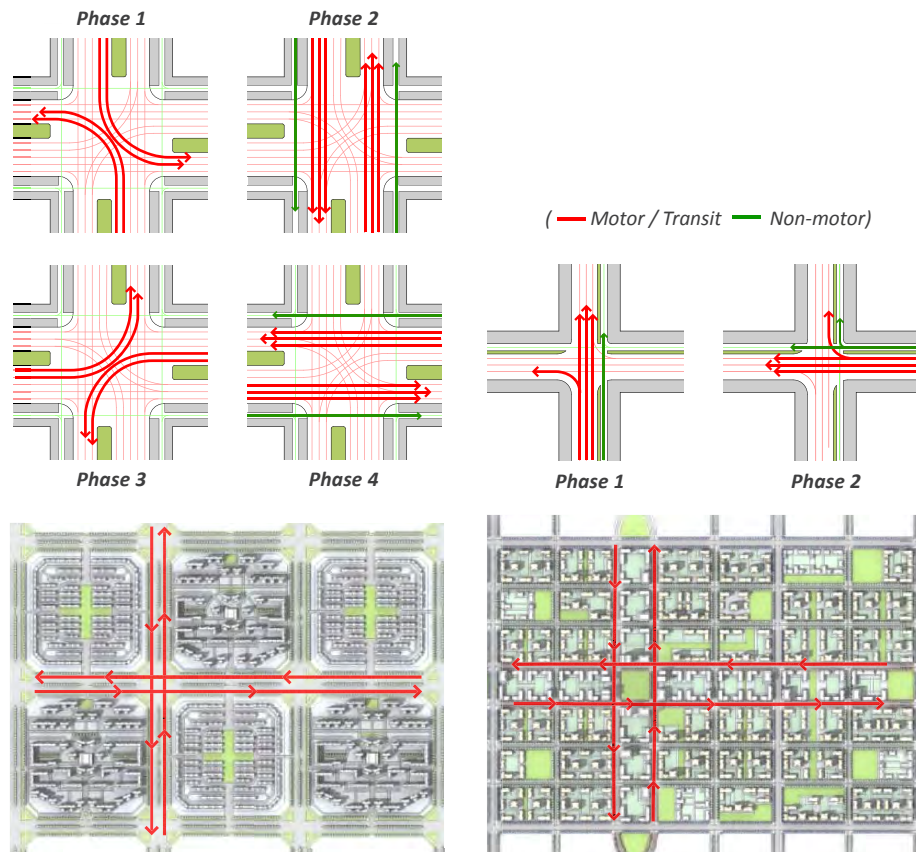 Phase 1
Phase 2
( Motor / Transit Non-motor)
Phase 3
Phase 4
Phase 1
Phase 2